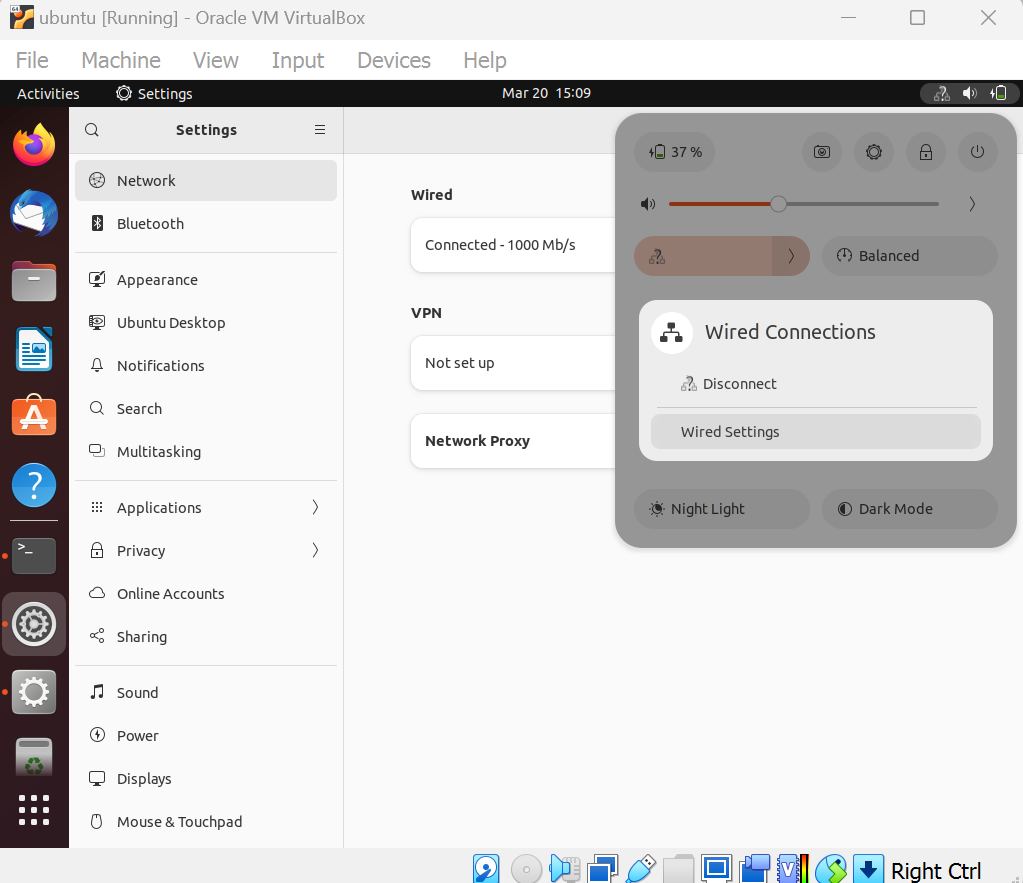 ubuntu [Running] - Oracle VM VirtualBox
File Machine View Input Devices Help
Activities Settings Mar 20 15:09
Settings
Network
Bluetooth
Appearance
Ubuntu Desktop
Notifications
Search
Multitasking
Applications
Privacy
Online Accounts
Sharing
Sound
Power
Displays
Mouse & Touchpad
Wired
Connected - 1000 Mb/s
VPN
Not set up
Network Proxy
37 %
Balanced
Wired Connections
Disconnect
Wired Settings
Night Light Dark Mode
Right Ctrl